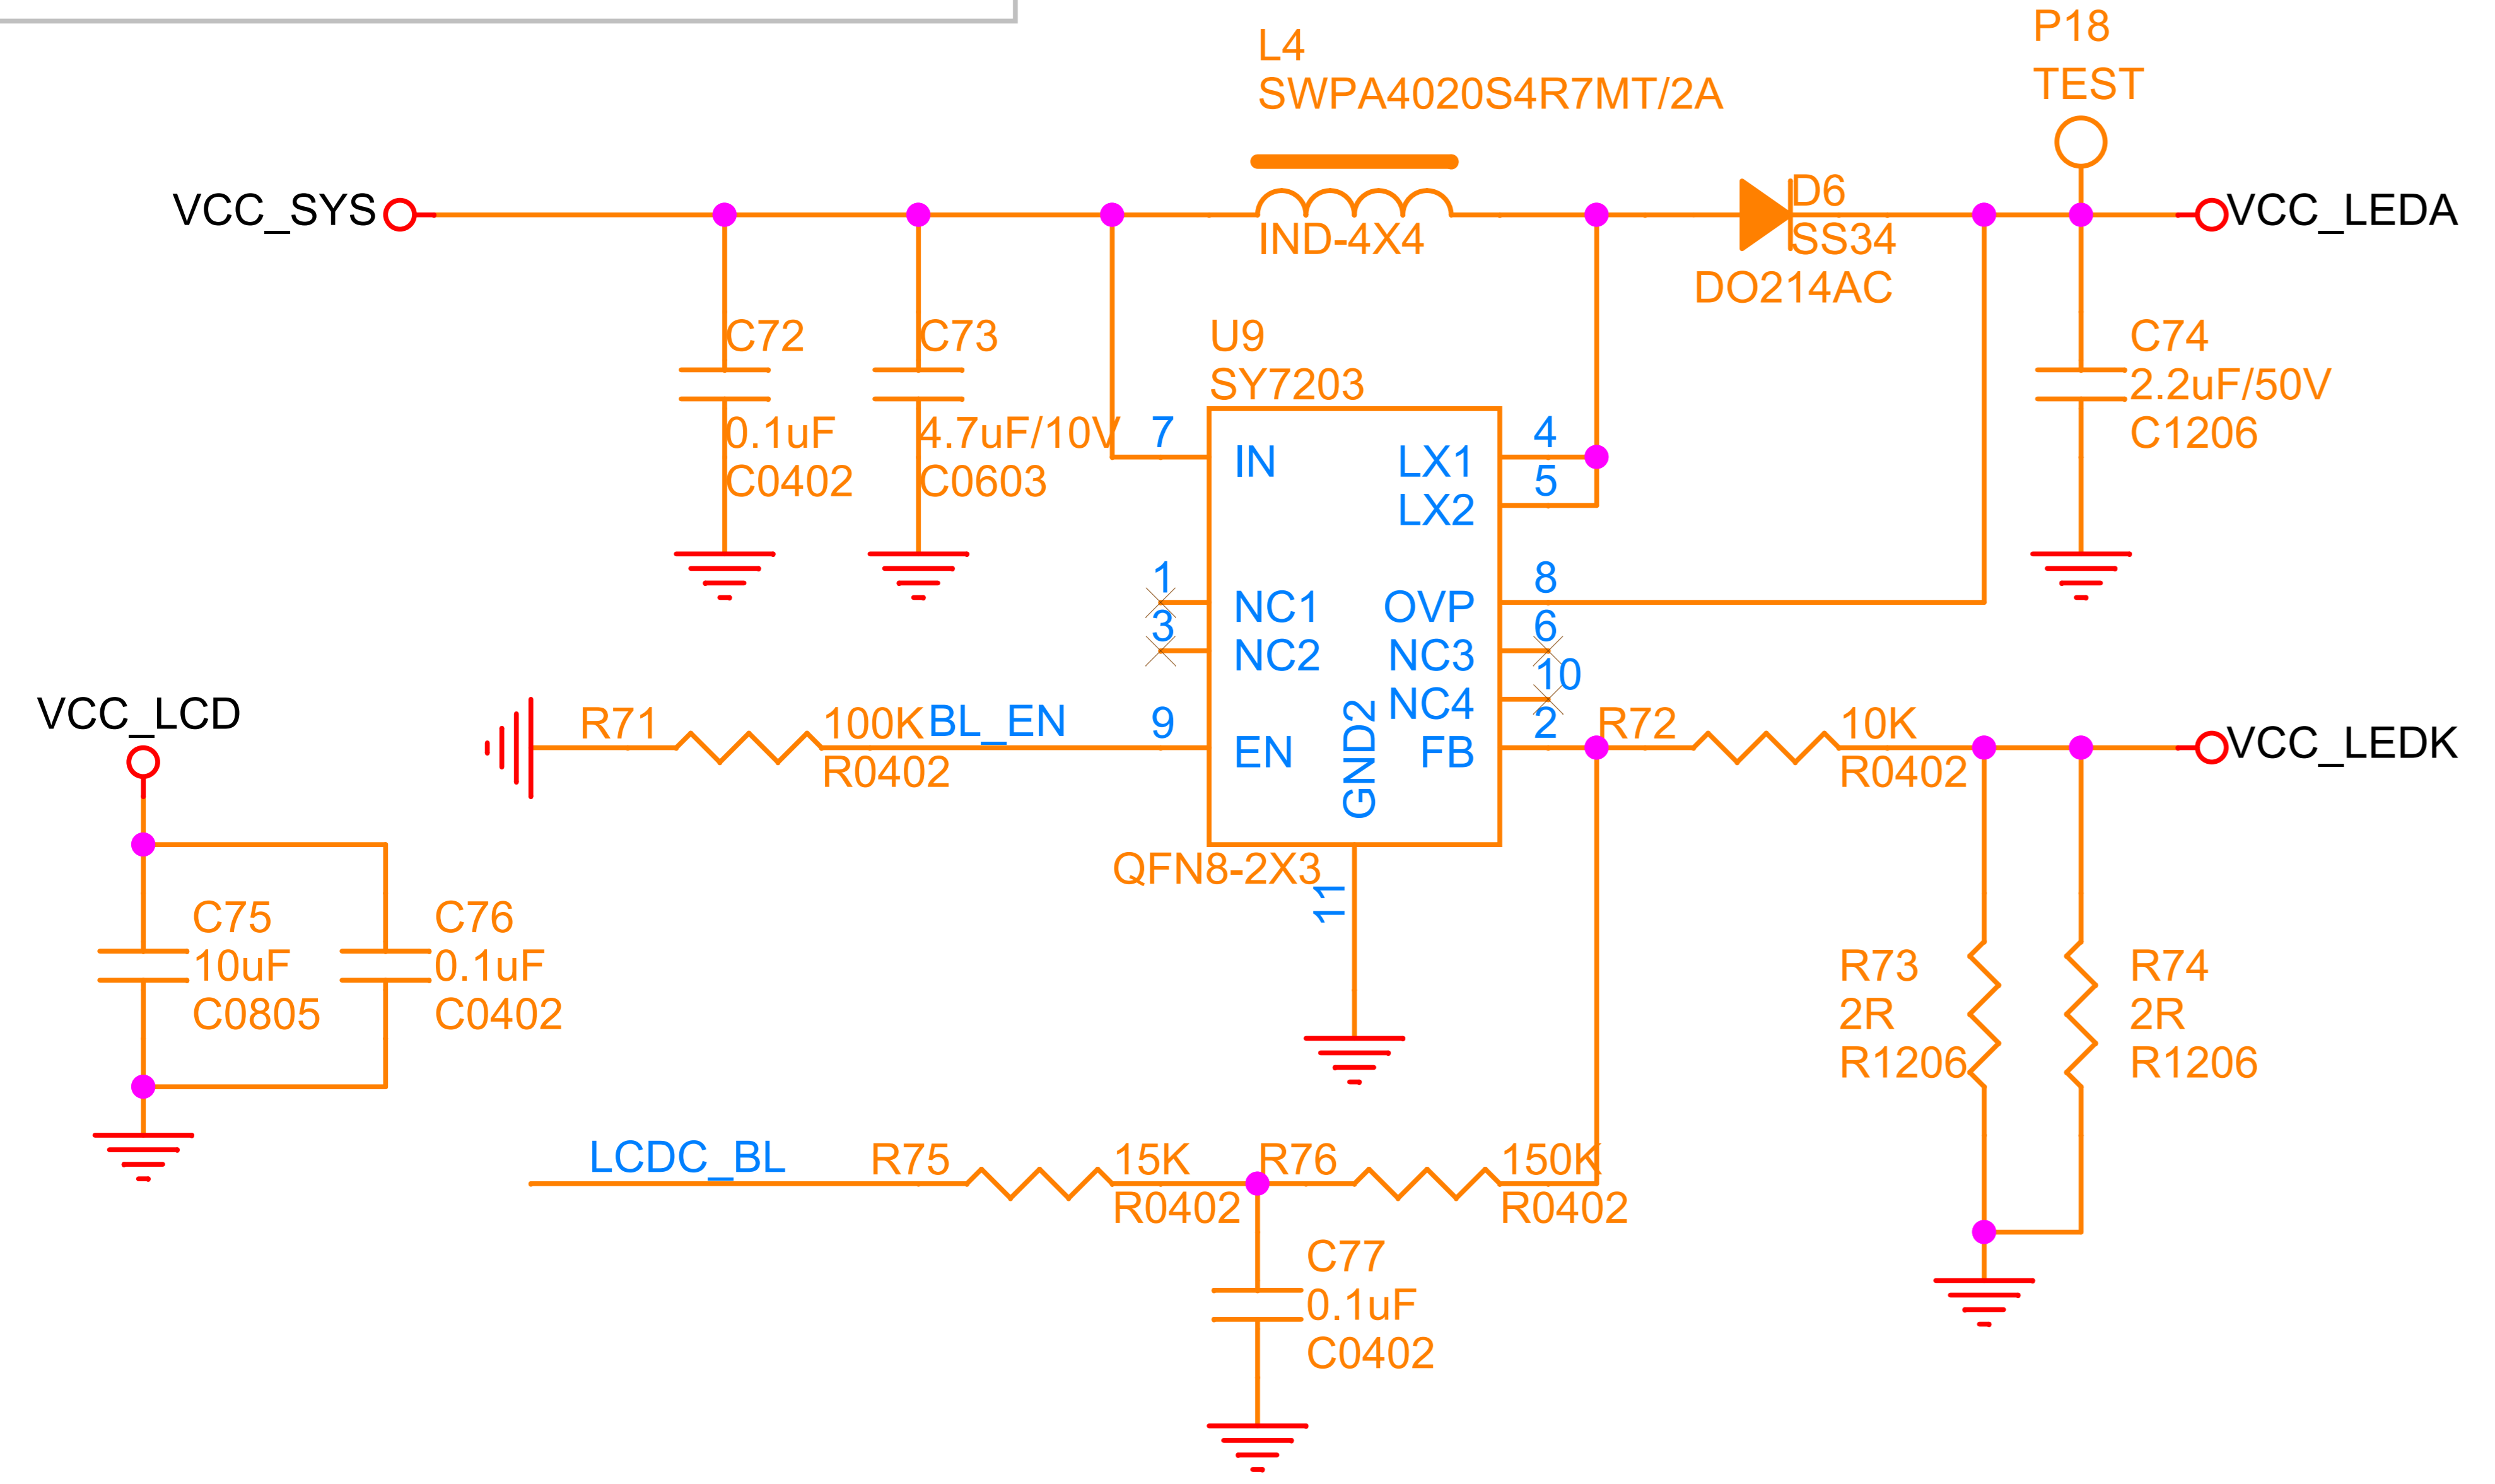 P18
TEST
L4
SWPA4020S4R7MT/2A
IND-4X4
VCC_SYS
D6
SS34
DO214AC
VCC_LEDA
C72
0.1uF
C0402
C73
4.7uF/10V
C0603
U9
SY7203
C74
2.2uF/50V
C1206
7
IN
LX1
4
5
LX2
1
NC1
OVP
8
3
NC2
NC3
6
10
NC4
2
9
EN
FB
GND2
11
QFN8-2X3
R71
100K
R0402
BL_EN
R72
10K
R0402
VCC_LEDK
VCC_LCD
C75
10uF
C0805
C76
0.1uF
C0402
R73
2R
R1206
R74
2R
R1206
LCDC_BL
R75
15K
R0402
R76
150K
R0402
C77
0.1uF
C0402